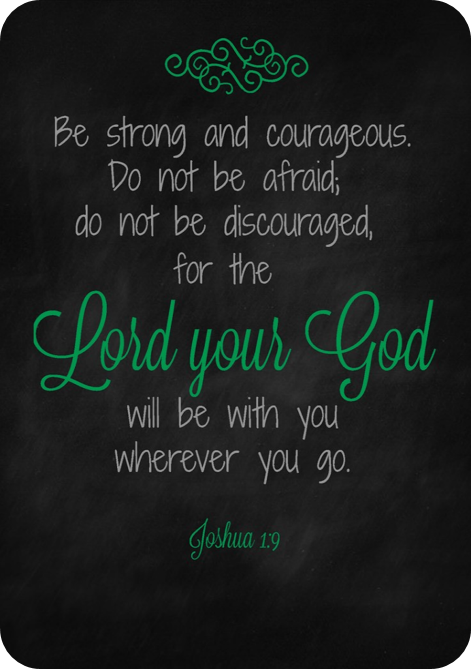 Be strong and courageous.
Do not be afraid;
do not be discouraged,
for the
Lord your God
will be with you
wherever you go.
Joshua 1:9